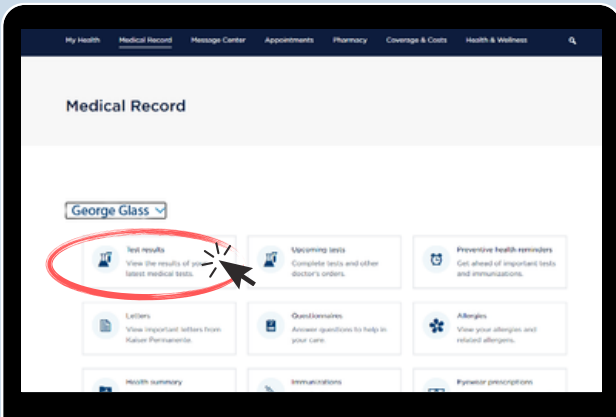 My Health Medical Record Message Center Appointments Pharmacy Coverage & Costs Health & Wellness
Medical Record
George Glass
Test results
View the results of your
latest medical tests.
Upcoming tests
Complete tests and other
doctor's orders.
Preventive health reminders
Get ahead of important tests
and immunizations.
Letters
View important letters from
Kaiser Permanente.
Questionnaires
Answer questions to help in
your care.
Allergies
View your allergies and
related allergens.
Health summary
Immunizations
Eyewear prescriptions